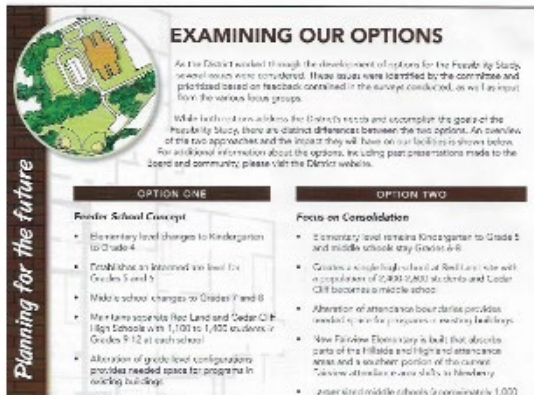 EXAMINING OUR OPTIONS
As the District worked through the development of options for the Feasibility Study,
several issues were considered. These issues were identified by the committee and
prioritized based on feedback contained in the surveys conducted, as well as input
from the various focus groups.
While both options address the District's needs and accomplish the goals of the
Feasibility Study, there are distinct differences between the two options. An overview
of the two approaches and the impact they will have on our facilities is shown below.
For additional information about the options, including past presentations made to the
Board and community, please visit the District website.
Planning for the future
OPTION ONE
Feeder School Concept
• Elementary level changes to Kindergarten
to Grade 4
• Establishes an intermediate level for
Grades 5 and 6
• Middle school changes to Grades 7 and 8
• Maintains separate Red Land and Cedar Cliff
High Schools with 1,100 to 1,400 students in
Grades 9-12 at each school
• Alteration of grade level configurations
provides needed space for programs in
existing buildings
OPTION TWO
Focus on Consolidation
• Elementary level remains Kindergarten to Grade 5
and middle schools stay Grades 6-8
• Creates a single high school at Red Land site with
a population of 2,400-2,600 students and Cedar
Cliff becomes a middle school
• Alteration of attendance boundaries provides
needed space for programs in existing buildings
• New Fairview Elementary is built that absorbs
parts of the Hillside and Highland attendance
areas and a southern portion of the current
Fairview attendance area shifts to Newberry
• Larger sized middle schools (approximately 1,000